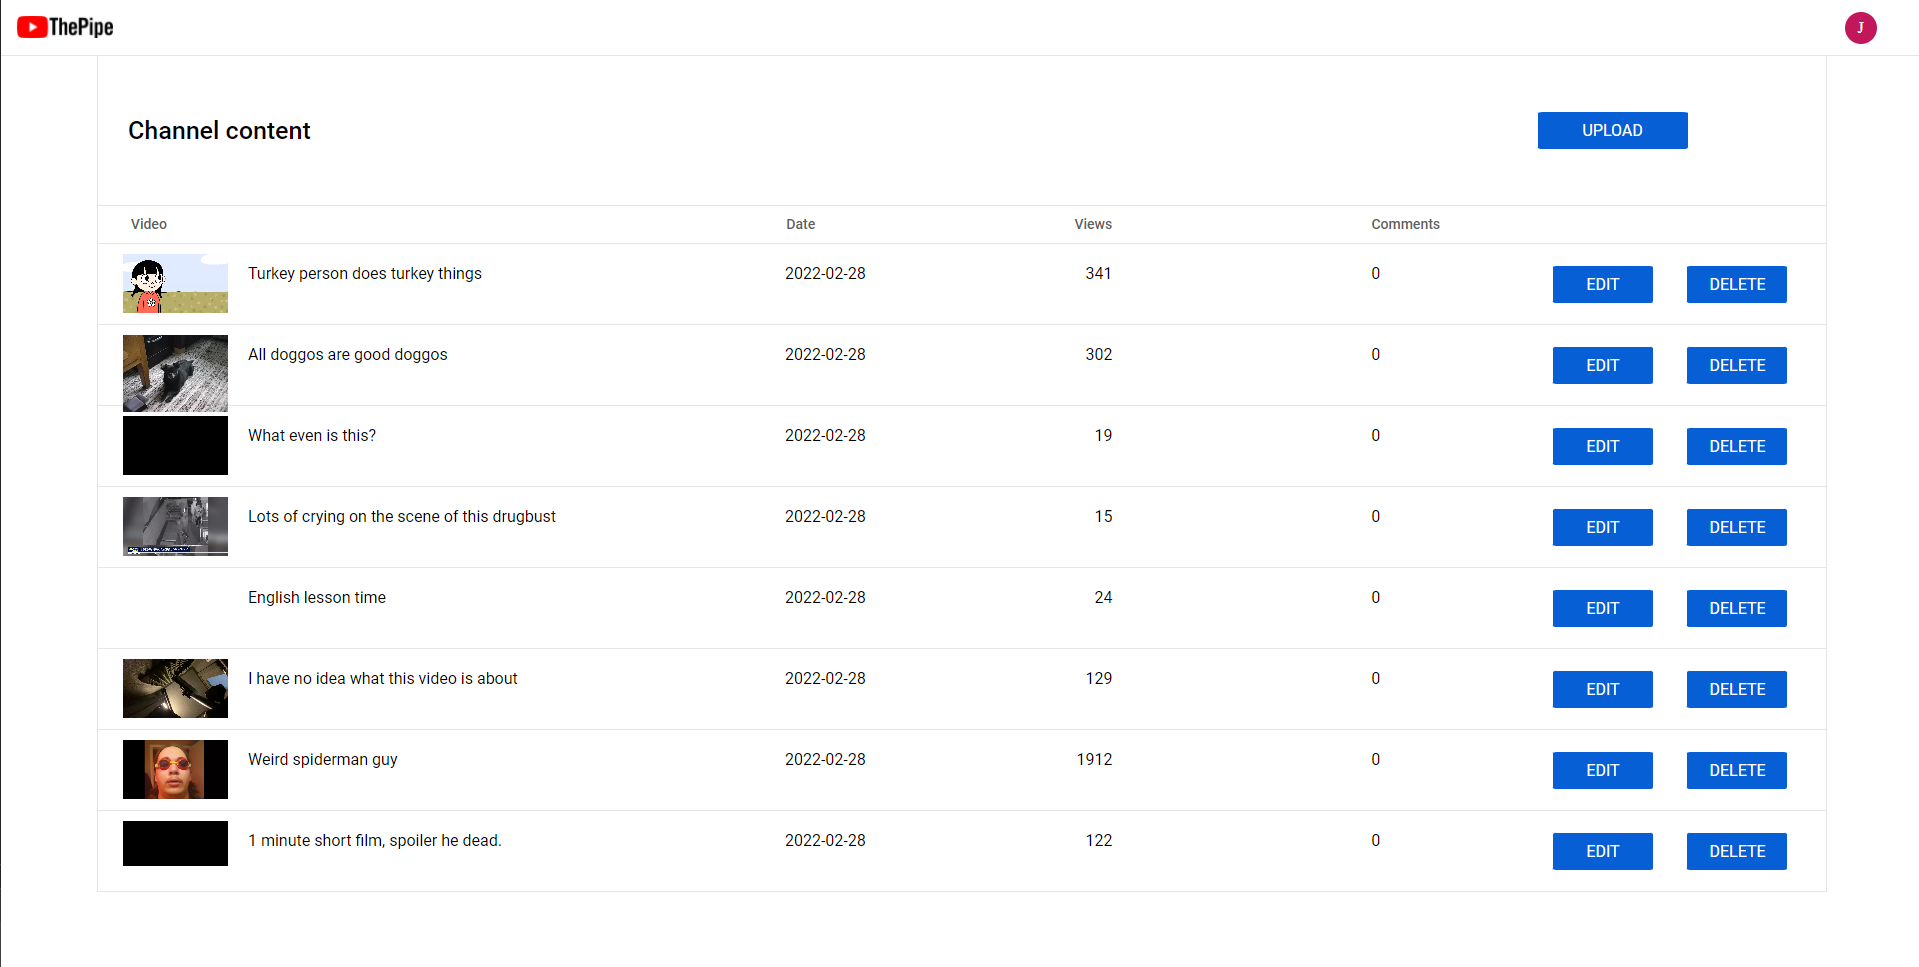 ThePipe
J
Channel content
UPLOAD
Video Date Views Comments
Turkey person does turkey things 2022-02-28 341 0 EDIT DELETE
All doggos are good doggos 2022-02-28 302 0 EDIT DELETE
What even is this? 2022-02-28 19 0 EDIT DELETE
Lots of crying on the scene of this drugbust 2022-02-28 15 0 EDIT DELETE
English lesson time 2022-02-28 24 0 EDIT DELETE
I have no idea what this video is about 2022-02-28 129 0 EDIT DELETE
Weird spiderman guy 2022-02-28 1912 0 EDIT DELETE
1 minute short film, spoiler he dead. 2022-02-28 122 0 EDIT DELETE